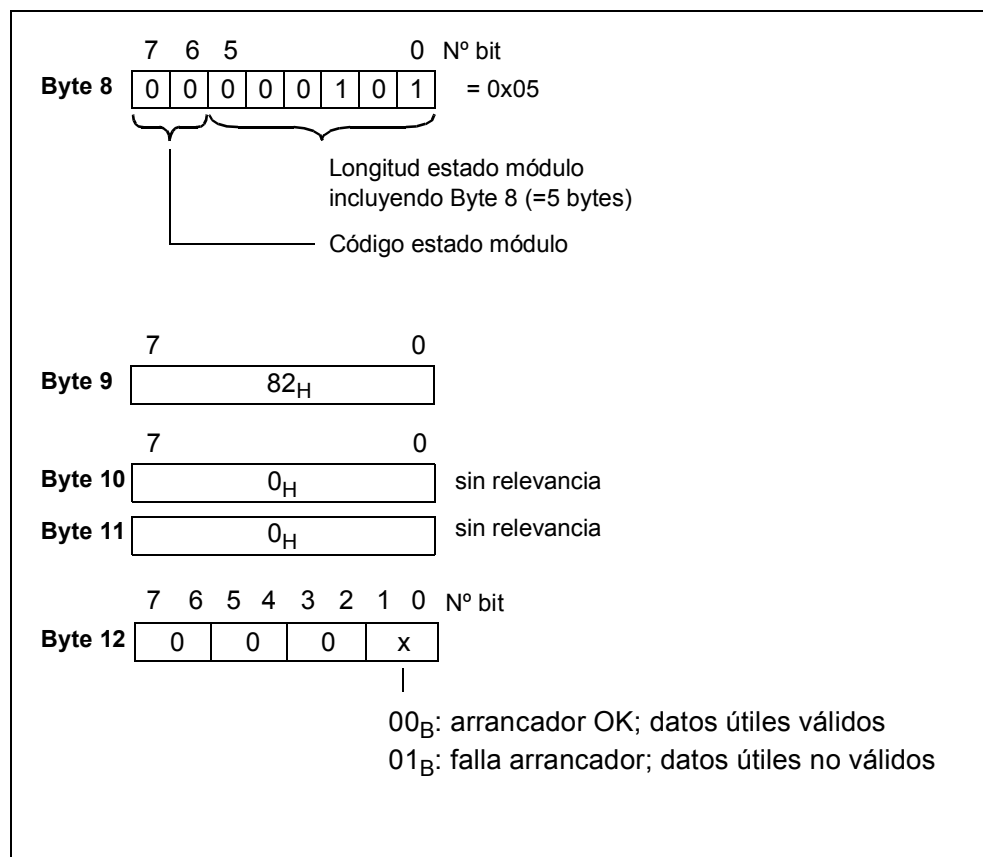 7 6 5 0 Nº bit
Byte 8 0 0 0 0 0 1 0 1 = 0x05
Longitud estado módulo
incluyendo Byte 8 (=5 bytes)
Código estado módulo
7 0
Byte 9 82H
7 0
Byte 10 0H sin relevancia
Byte 11 0H sin relevancia
7 6 5 4 3 2 1 0 Nº bit
Byte 12 0 0 0 x
00B: arrancador OK; datos útiles válidos
01B: falla arrancador; datos útiles no válidos